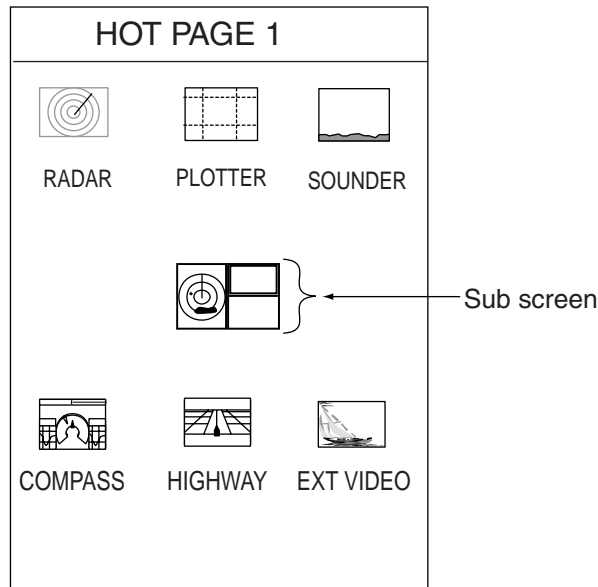 HOT PAGE 1
RADAR PLOTTER SOUNDER
Sub screen
COMPASS HIGHWAY EXT VIDEO